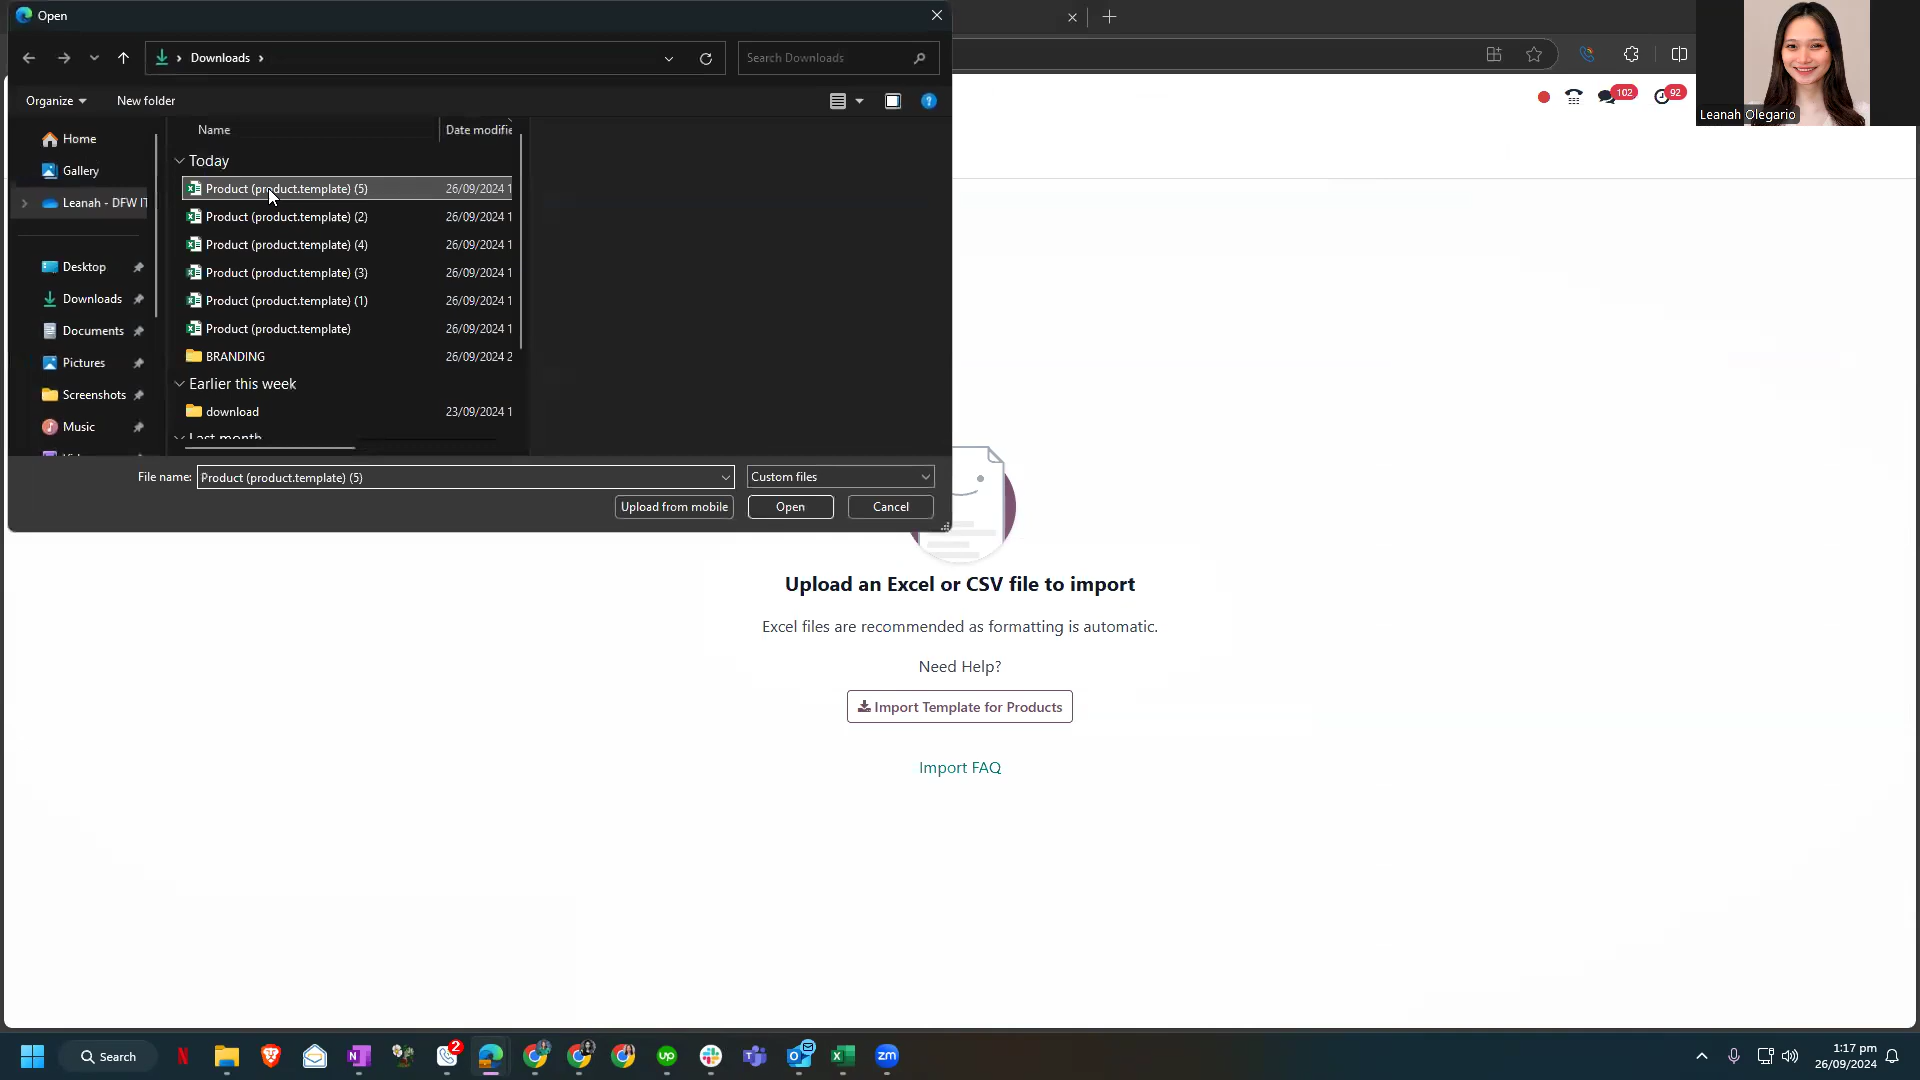 Open
Downloads
Search Downloads
Organize
New folder
Name
Date modifie
Home
Gallery
Leanah - DFW IT
Desktop
Downloads
Documents
Pictures
Screenshots
Music
Today
Product (product.template) (5) 26/09/2024 1
Product (product.template) (2) 26/09/2024 1
Product (product.template) (4) 26/09/2024 1
Product (product.template) (3) 26/09/2024 1
Product (product.template) (1) 26/09/2024 1
Product (product.template) 26/09/2024 1
BRANDING 26/09/2024 2
Earlier this week
download 23/09/2024 1
Last month
File name: Product (product.template) (5)
Custom files
Upload from mobile
Open
Cancel
102
92
Leanah Olegario
Upload an Excel or CSV file to import
Excel files are recommended as formatting is automatic.
Need Help?
Import Template for Products
Import FAQ
Search
2
up
zm
1:17 pm
26/09/2024